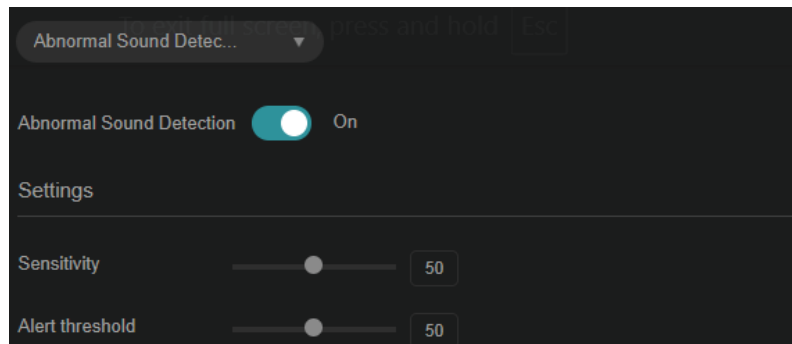 To exit full screen, press and hold Esc
Abnormal Sound Detec...
Abnormal Sound Detection On
Settings
Sensitivity 50
Alert threshold 50